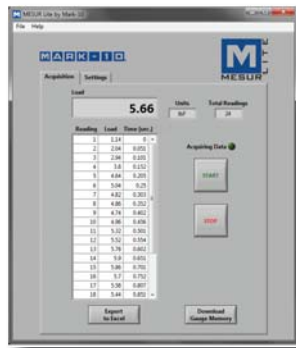 MESUR Lite by Mark-10
File Help
MARK-10
M
MESUR
LITE
Acquisition Settings
Load
5.66
Units
lbF
Total Readings
24
Reading Load Time (sec.)
1 1.14 0
2 2.04 0.051
3 2.94 0.101
4 3.8 0.152
5 4.64 0.205
6 5.04 0.25
7 4.82 0.303
8 4.86 0.352
9 4.74 0.402
10 4.96 0.456
11 5.32 0.501
12 5.52 0.554
13 5.76 0.602
14 5.9 0.651
15 5.86 0.701
16 5.7 0.752
17 5.56 0.807
18 5.44 0.852
Acquiring Data
START
STOP
Export
to Excel
Download
Gauge Memory